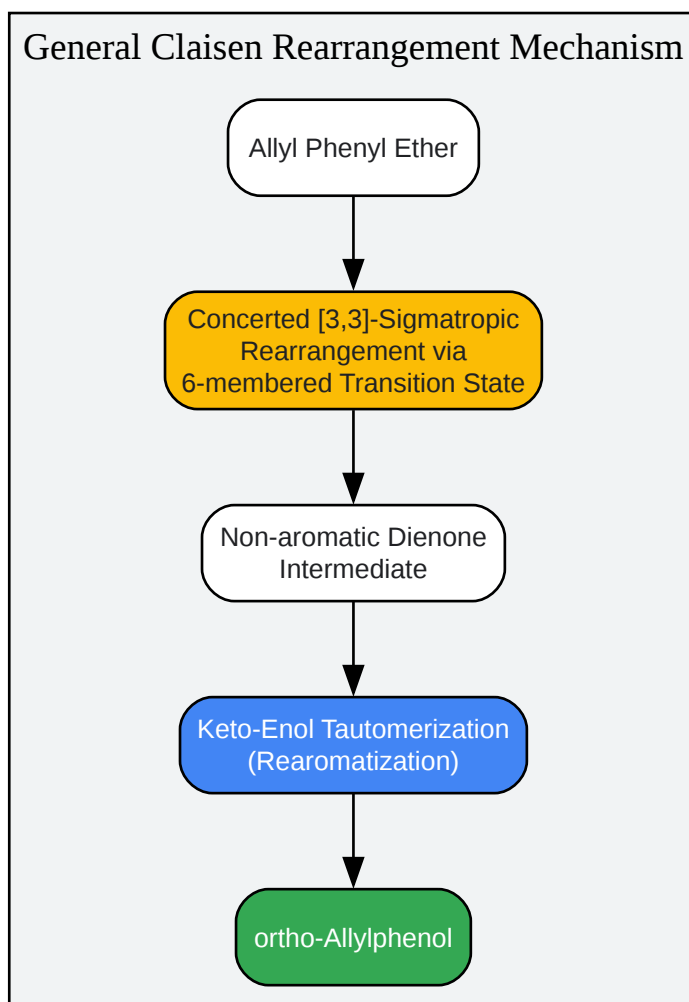 General Claisen Rearrangement Mechanism
Allyl Phenyl Ether
Concerted [3,3]-Sigmatropic
Rearrangement via
6-membered Transition State
Non-aromatic Dienone
Intermediate
Keto-Enol Tautomerization
(Rearomatization)
ortho-Allylphenol